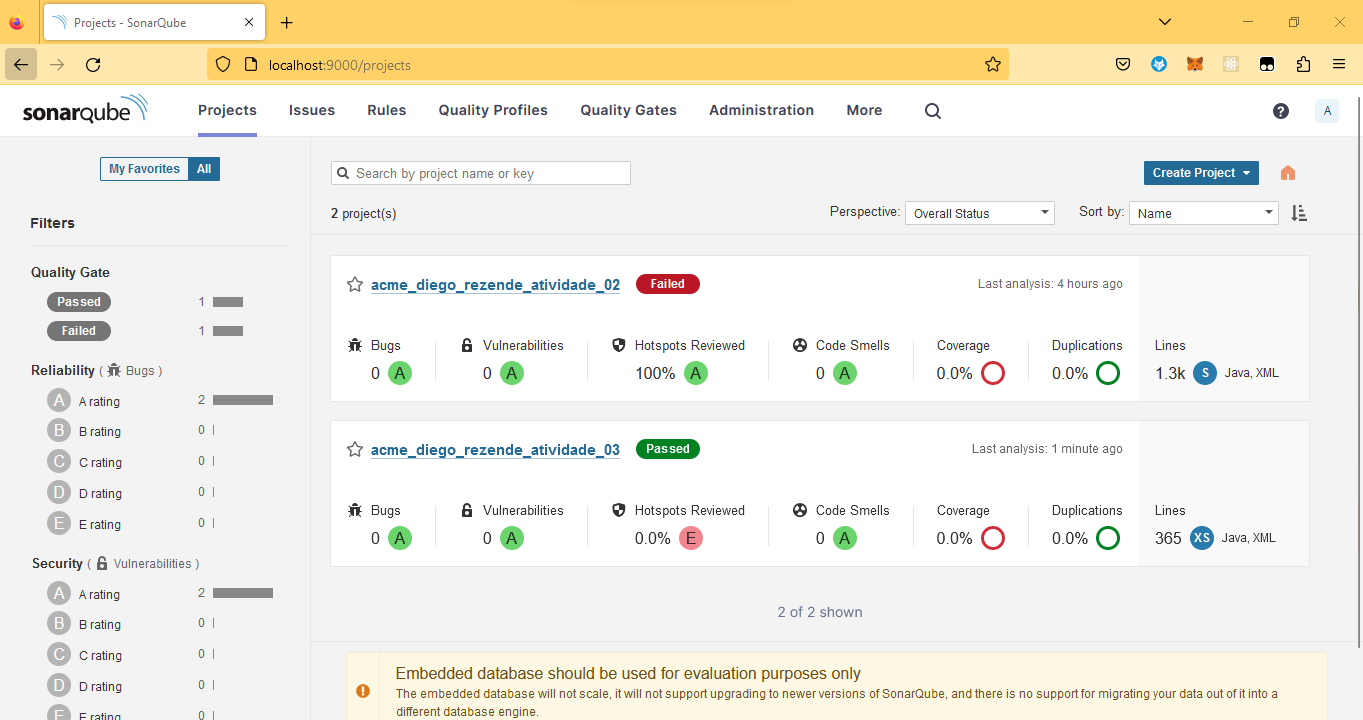 Projects - SonarQube
localhost:9000/projects
sonarqube
Projects
Issues
Rules
Quality Profiles
Quality Gates
Administration
More
?
A
My Favorites
All
Filters
Quality Gate
Passed 1
Failed 1
Reliability ( Bugs )
A A rating 2
B B rating 0
C C rating 0
D D rating 0
E E rating 0
Security ( Vulnerabilities )
A A rating 2
B B rating 0
C C rating 0
D D rating 0
E E rating 0
Search by project name or key
Create Project
2 project(s)
Perspective: Overall Status
Sort by: Name
acme_diego_rezende_atividade_02 Failed
Last analysis: 4 hours ago
Bugs Vulnerabilities Hotspots Reviewed Code Smells Coverage Duplications Lines
0 A 0 A 100% A 0 A 0.0% 0.0% 1.3k S Java, XML
acme_diego_rezende_atividade_03 Passed
Last analysis: 1 minute ago
Bugs Vulnerabilities Hotspots Reviewed Code Smells Coverage Duplications Lines
0 A 0 A 0.0% E 0 A 0.0% 0.0% 365 XS Java, XML
2 of 2 shown
Embedded database should be used for evaluation purposes only
The embedded database will not scale, it will not support upgrading to newer versions of SonarQube, and there is no support for migrating your data out of it into a
different database engine.